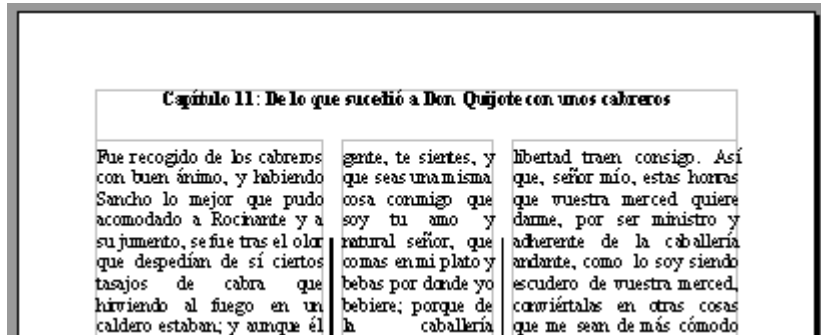 Capítulo 11: De lo que sucedió a Don Quijote con unos cabreros
Fue recogido de los cabreros
con buen ánimo, y habiendo
Sancho lo mejor que pudo
acomodado a Rocinante y a
su jumento, se fue tras el olor
que despedían de sí ciertos
tasajos de cabra que
hirviendo al fuego en un
caldero estaban; y aunque él
gente, te sientes, y
que seas una misma
cosa conmigo que
soy tu amo y
natural señor, que
comas en mi plato y
bebas por donde yo
bebiere; porque de
la caballería
libertad traen consigo. Así
que, señor mío, estas honras
que vuestra merced quiere
darme, por ser ministro y
adherente de la caballería
andante, como lo soy siendo
escudero de vuestra merced,
conviértalas en otras cosas
que me sean de más cómodo